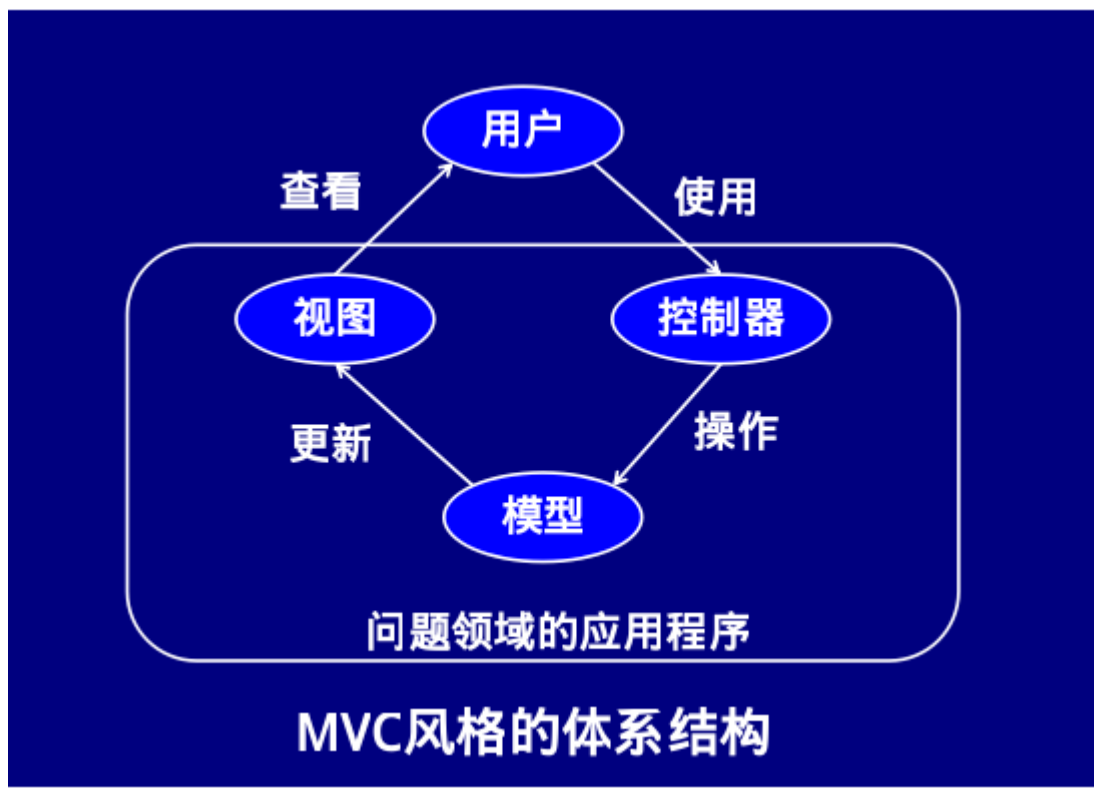 用户
查看
使用
视图
控制器
更新
操作
模型
问题领域的应用程序
MVC风格的体系结构